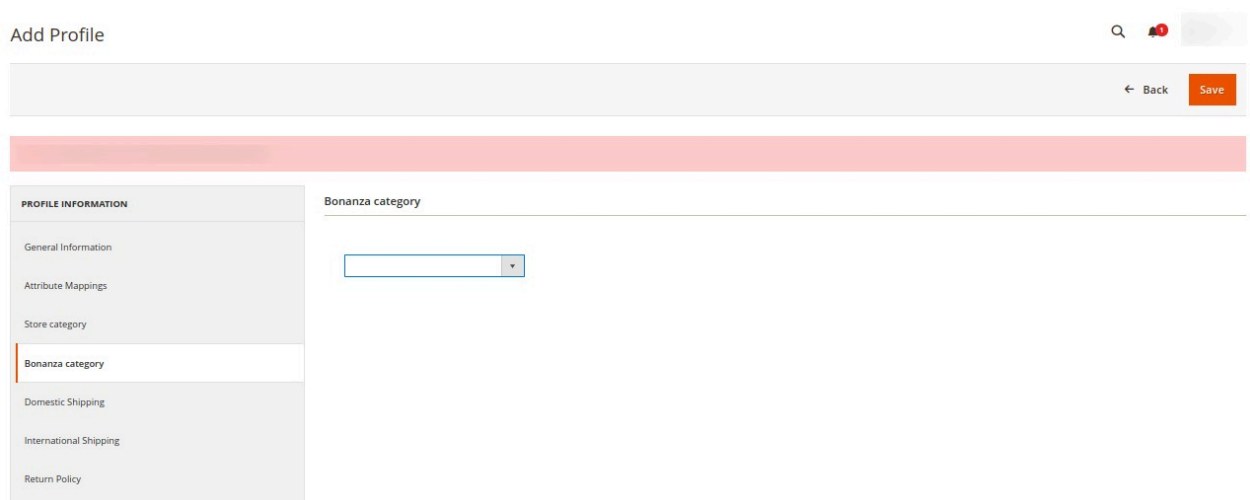 Add Profile
1
← Back
Save
PROFILE INFORMATION
General Information
Attribute Mappings
Store category
Bonanza category
Domestic Shipping
International Shipping
Return Policy
Bonanza category